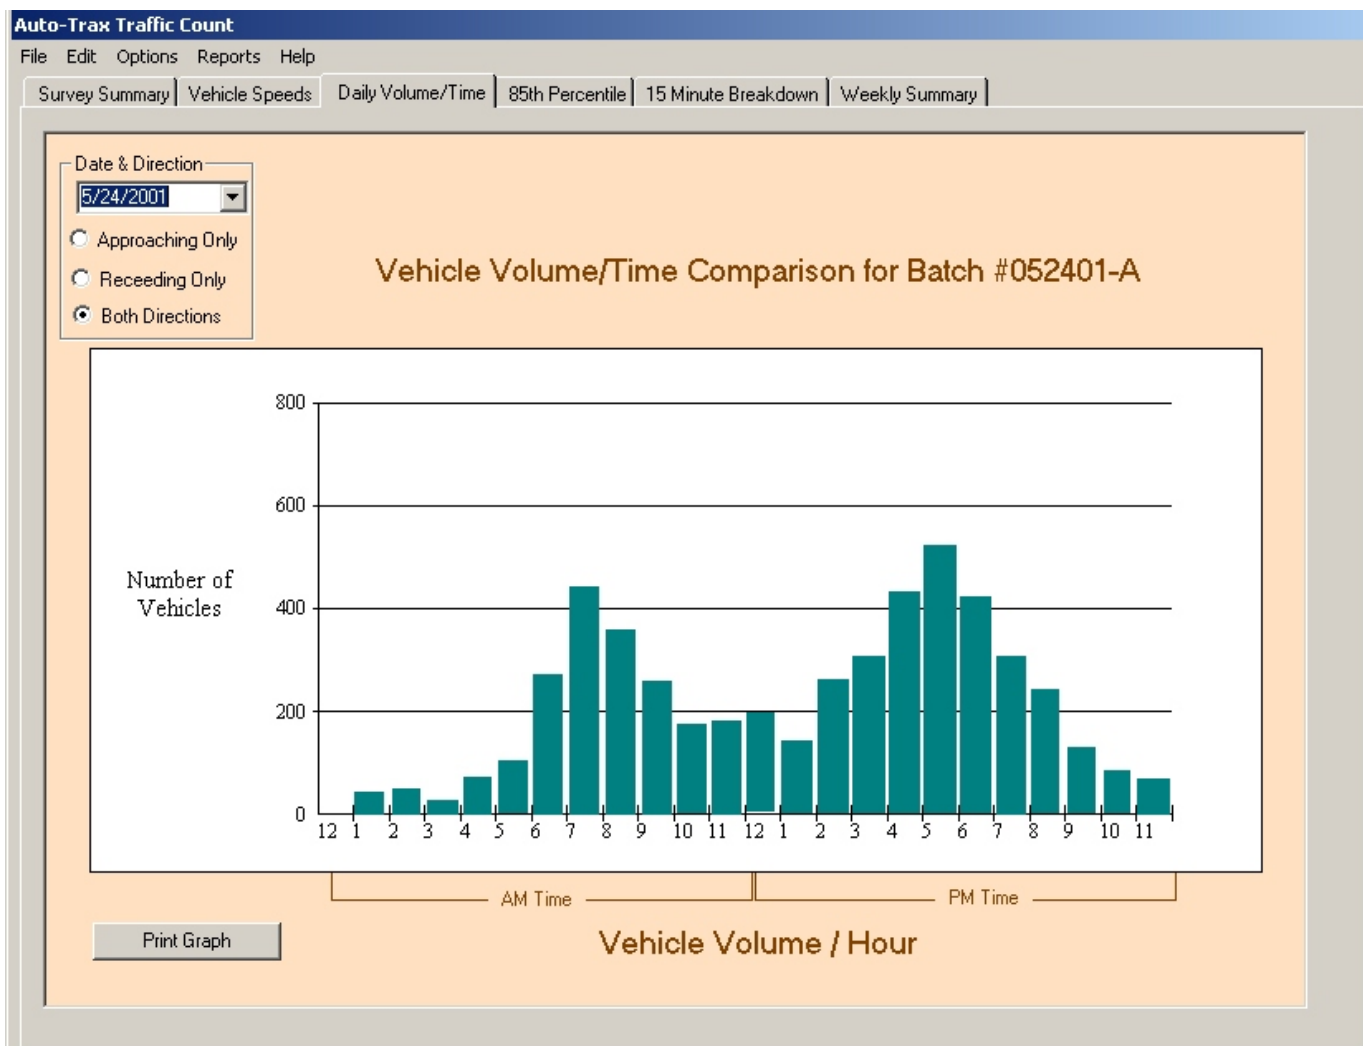 Auto-Trax Traffic Count
File Edit Options Reports Help
Survey Summary Vehicle Speeds Daily Volume/Time 85th Percentile 15 Minute Breakdown Weekly Summary
Date & Direction
5/24/2001
Approaching Only
Receeding Only
Both Directions
Vehicle Volume/Time Comparison for Batch #052401-A
800
600
Number of
Vehicles
400
200
0
12 1 2 3 4 5 6 7 8 9 10 11 12 1 2 3 4 5 6 7 8 9 10 11
AM Time PM Time
Print Graph
Vehicle Volume / Hour